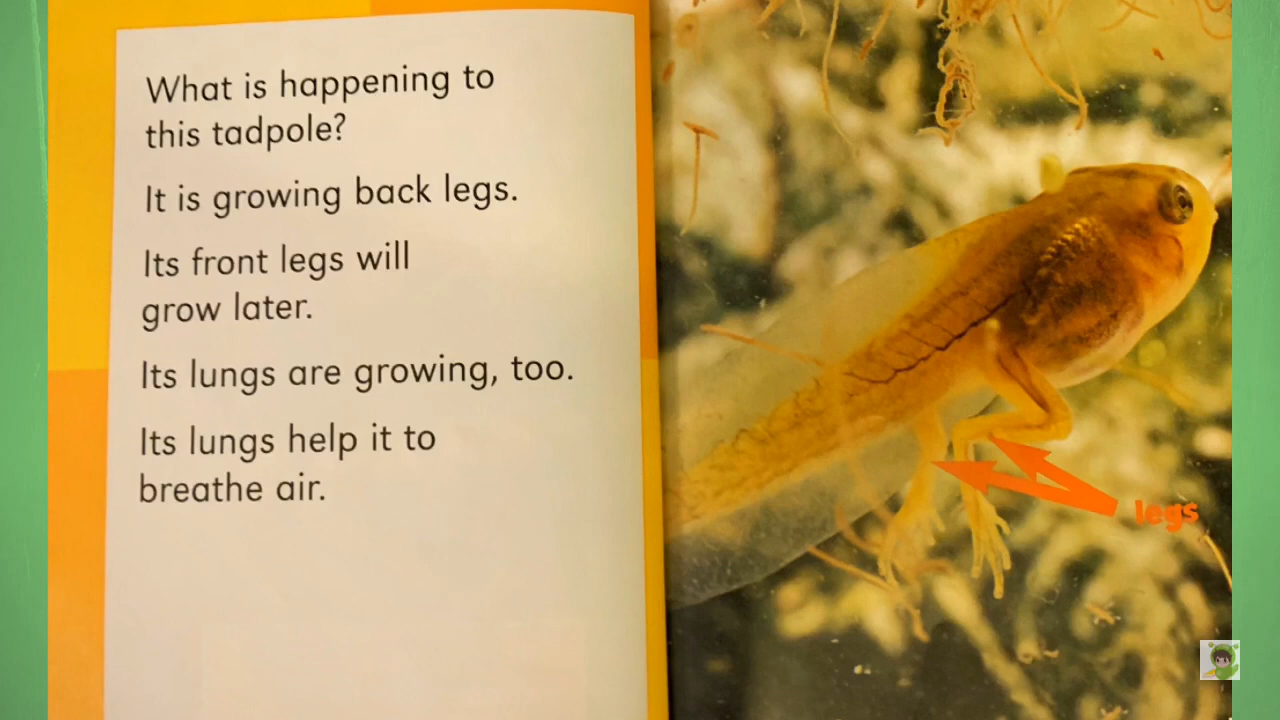 What is happening to
this tadpole?
It is growing back legs.
Its front legs will
grow later.
Its lungs are growing, too.
Its lungs help it to
breathe air.
legs